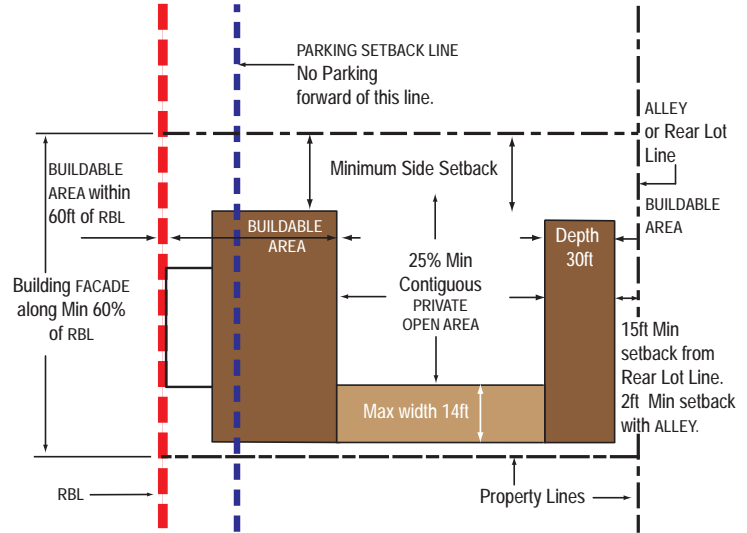 PARKING SETBACK LINE
No Parking
forward of this line.
ALLEY
or Rear Lot
Line
BUILDABLE
AREA within
60ft of RBL
Minimum Side Setback
BUILDABLE
AREA
BUILDABLE
AREA
Depth
30ft
25% Min
Contiguous
PRIVATE
OPEN AREA
Building FACADE
along Min 60%
of RBL
15ft Min
setback from
Rear Lot Line.
2ft Min setback
with ALLEY.
Max width 14ft
RBL
Property Lines